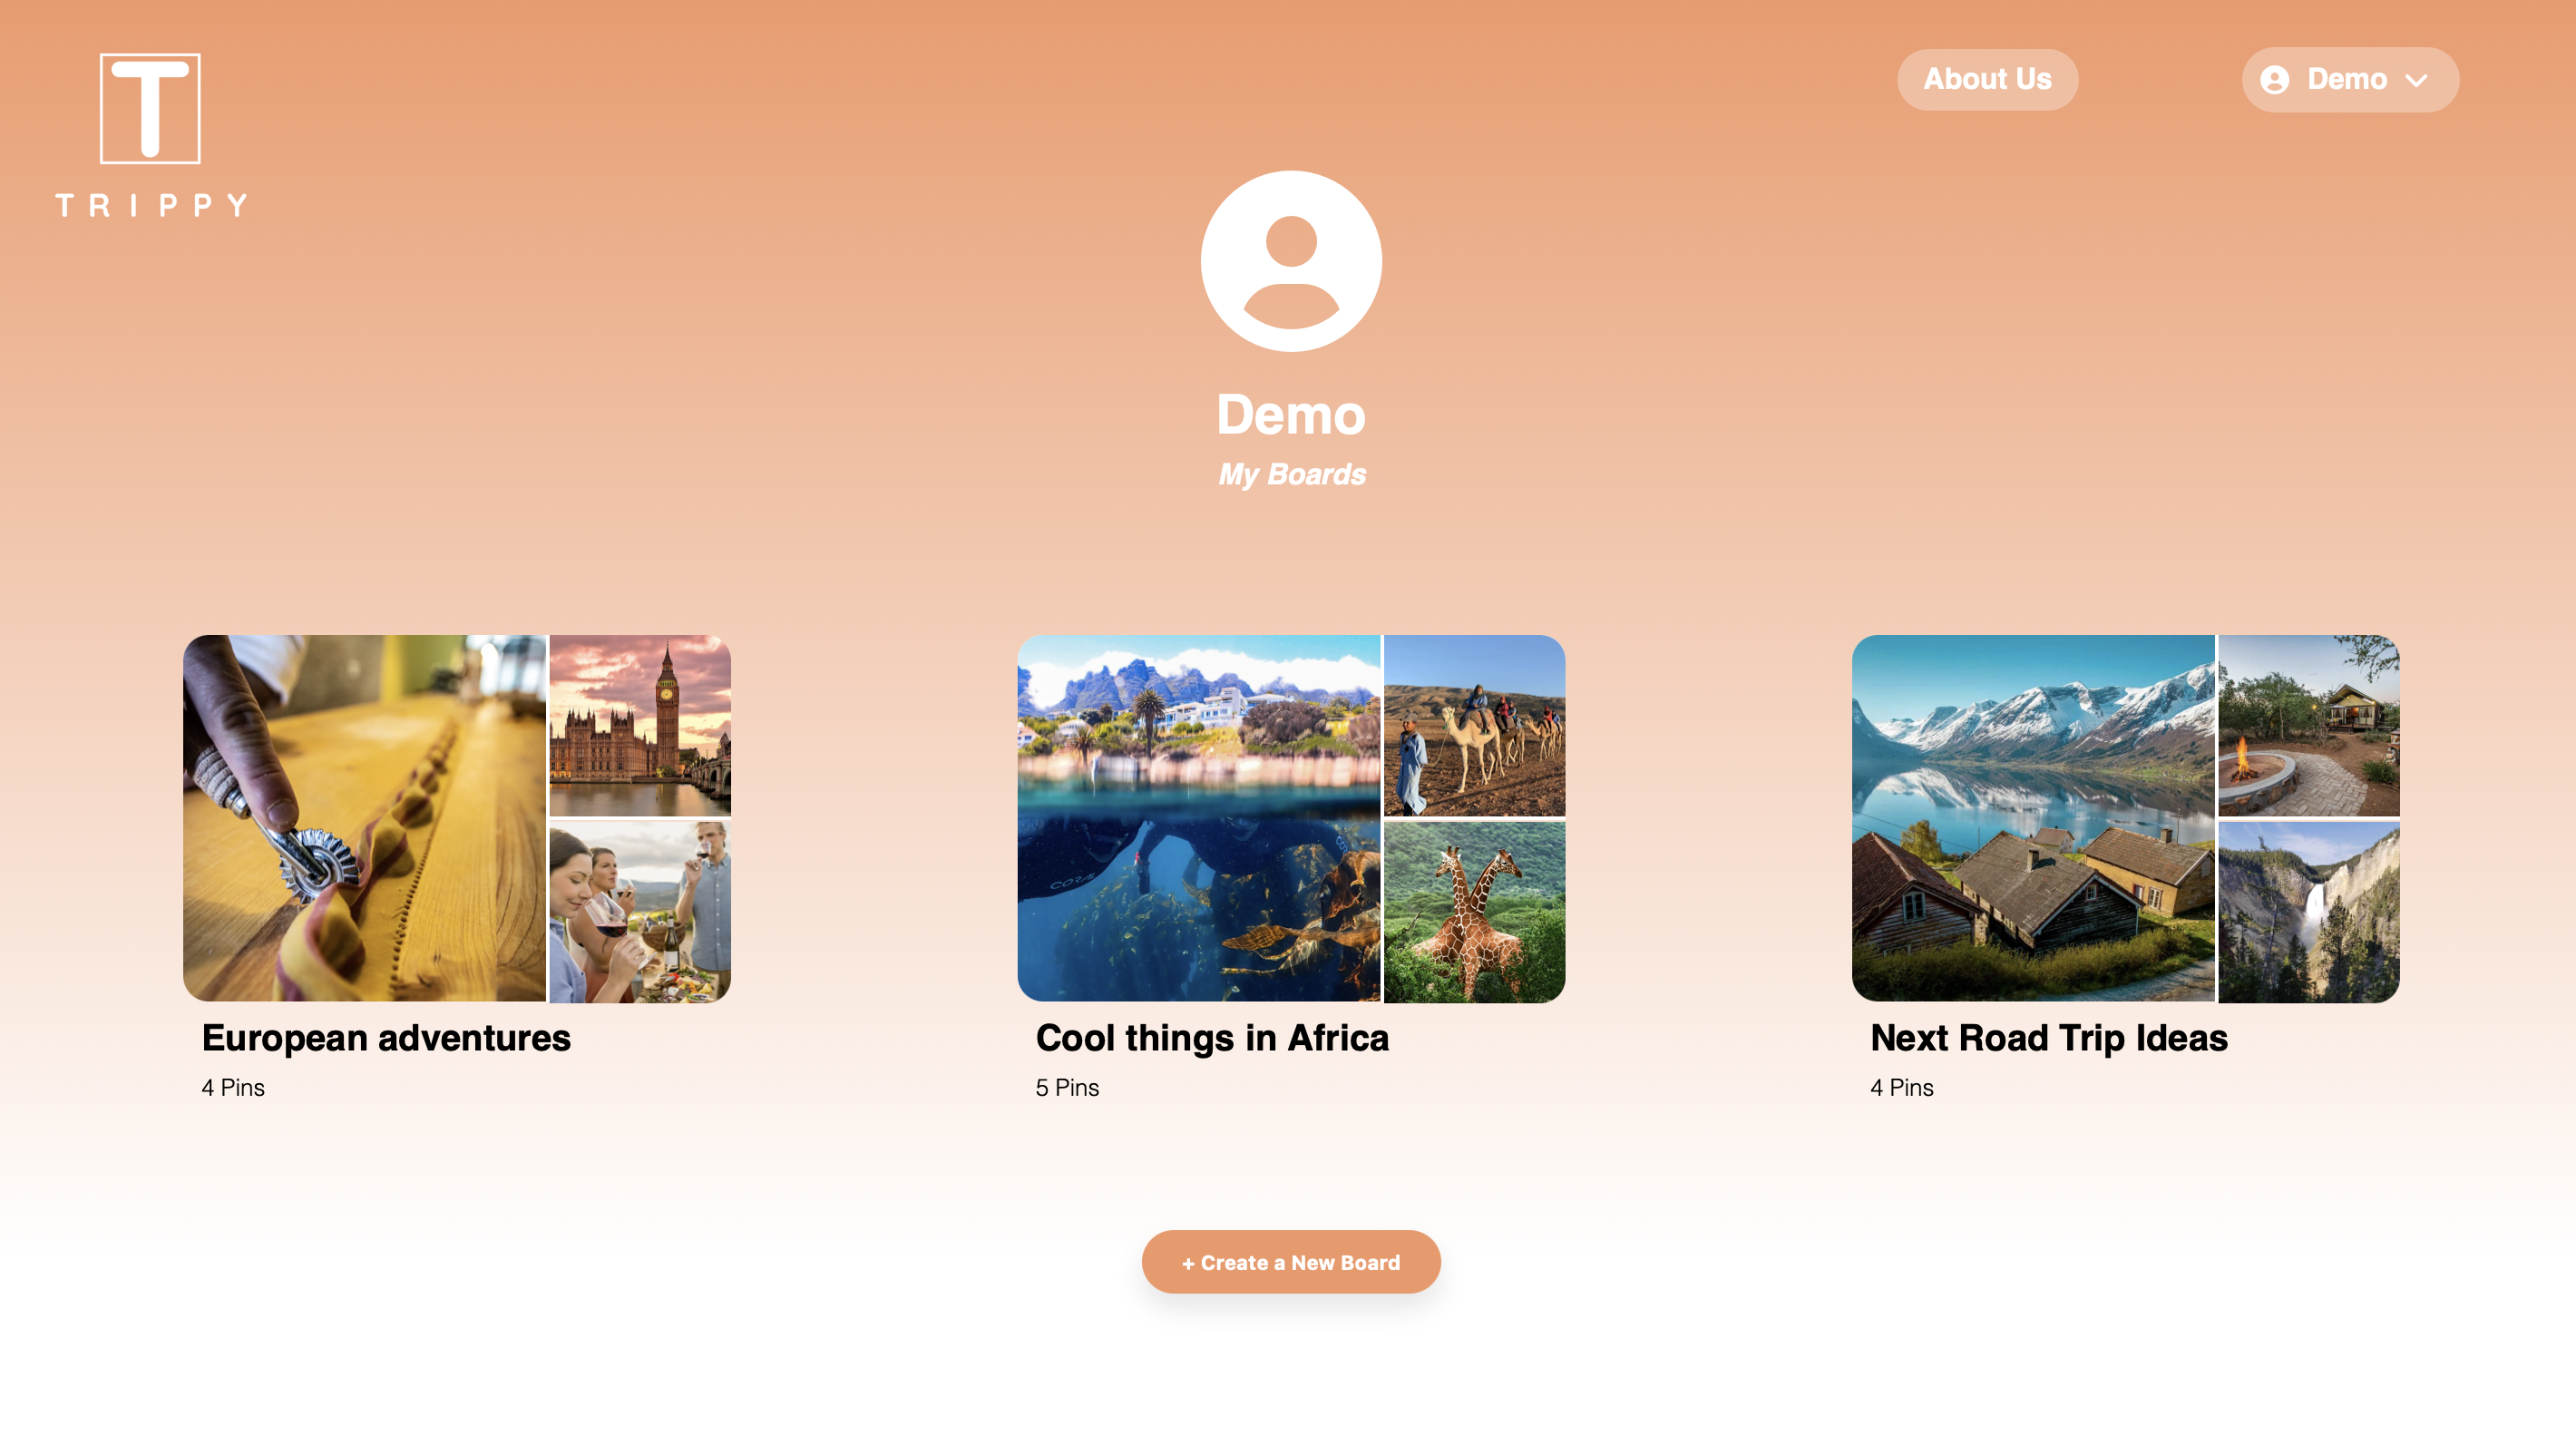 T
TRIPPY
About Us
Demo
Demo
My Boards
European adventures
4 Pins
Cool things in Africa
5 Pins
Next Road Trip Ideas
4 Pins
+ Create a New Board